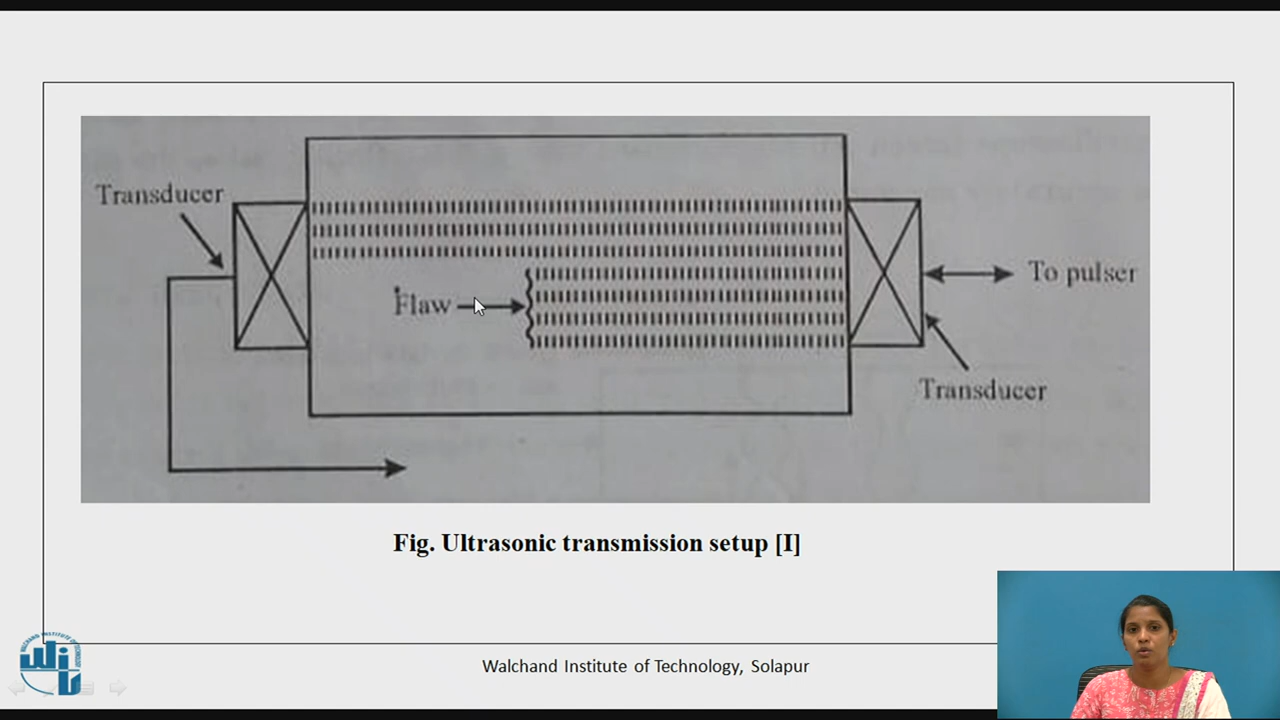 Transducer
Flaw
To pulser
Transducer
Fig. Ultrasonic transmission setup [I]
Walchand Institute of Technology, Solapur